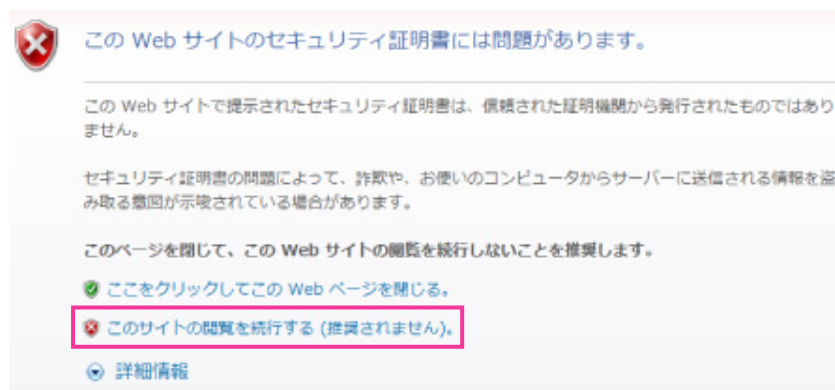 この Web サイトのセキュリティ証明書には問題があります。
この Web サイトで提示されたセキュリティ証明書は、信頼された証明機関から発行されたものではあり
ません。
セキュリティ証明書の問題によって、詐欺や、お使いのコンピュータからサーバーに送信される情報を盗
み取る意図が示唆されている場合があります。
このページを閉じて、この Web サイトの閲覧を続行しないことを推奨します。
ここをクリックしてこの Web ページを閉じる。
このサイトの閲覧を続行する (推奨されません)。
詳細情報